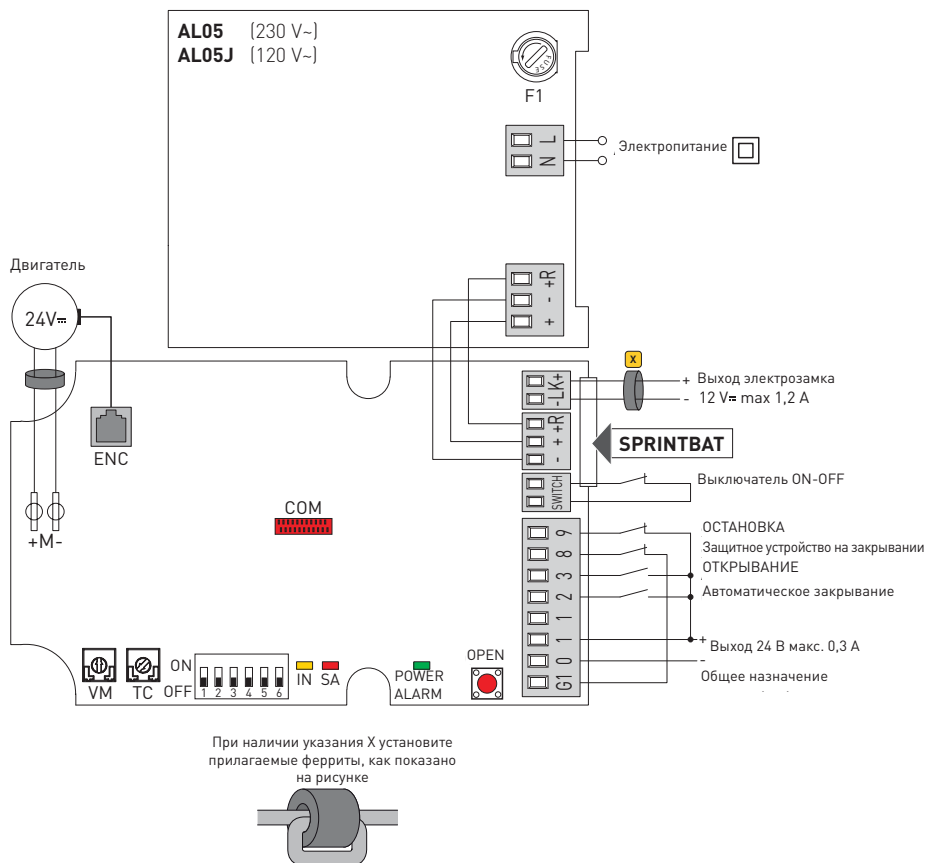 AL05 (230 V~)
AL05J (120 V~)
FUSE
F1
L
N
Электропитание
+R
-
+
Двигатель
24V⎓
ENC
+M-
COM
-LK+
+ Выход электрозамка
- 12 V⎓ max 1,2 A
X
+R
+
-
SPRINTBAT
SWITCH
Выключатель ON-OFF
9
ОСТАНОВКА
8
Защитное устройство на закрывании
3
ОТКРЫВАНИЕ
2
Автоматическое закрывание
1
1
+ Выход 24 В макс. 0,3 А
0
-
G1
Общее назначение
VM
TC
ON
OFF
1 2 3 4 5 6
IN
SA
POWER
ALARM
OPEN
При наличии указания X установите
прилагаемые ферриты, как показано
на рисунке